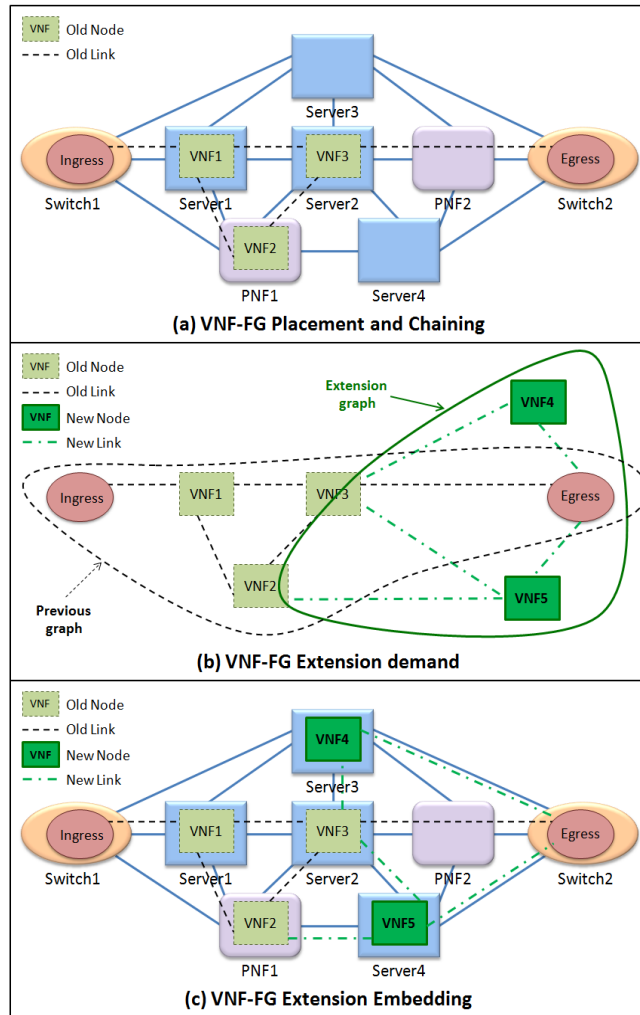 VNF Old Node
Old Link
Server3
Ingress VNF1 VNF3 Egress
Switch1 Server1 Server2 PNF2 Switch2
VNF2
PNF1 Server4
(a) VNF-FG Placement and Chaining
VNF Old Node
Old Link
VNF New Node
New Link
Extension
graph
VNF4
Ingress VNF1 VNF3 Egress
VNF2
VNF5
Previous
graph
(b) VNF-FG Extension demand
VNF Old Node
Old Link
VNF New Node
New Link
VNF4
Server3
Ingress VNF1 VNF3 Egress
Switch1 Server1 Server2 PNF2 Switch2
VNF2 VNF5
PNF1 Server4
(c) VNF-FG Extension Embedding